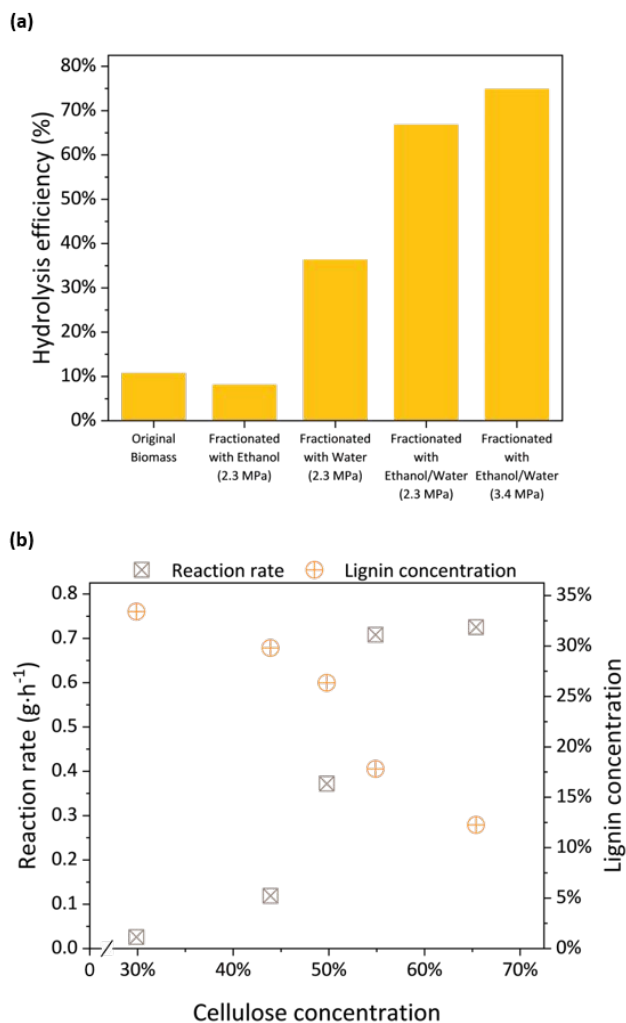 (a)
80%
70%
60%
50%
40%
30%
20%
10%
0%
Hydrolysis efficiency (%)
Original
Biomass
Fractionated
with Ethanol
(2.3 MPa)
Fractionated
with Water
(2.3 MPa)
Fractionated
with
Ethanol/Water
(2.3 MPa)
Fractionated
with
Ethanol/Water
(3.4 MPa)
(b)
Reaction rate
Lignin concentration
0.8
0.7
0.6
0.5
0.4
0.3
0.2
0.1
0.0
Reaction rate (g·h⁻¹)
35%
30%
25%
20%
15%
10%
5%
0%
Lignin concentration
0 30% 40% 50% 60% 70%
Cellulose concentration